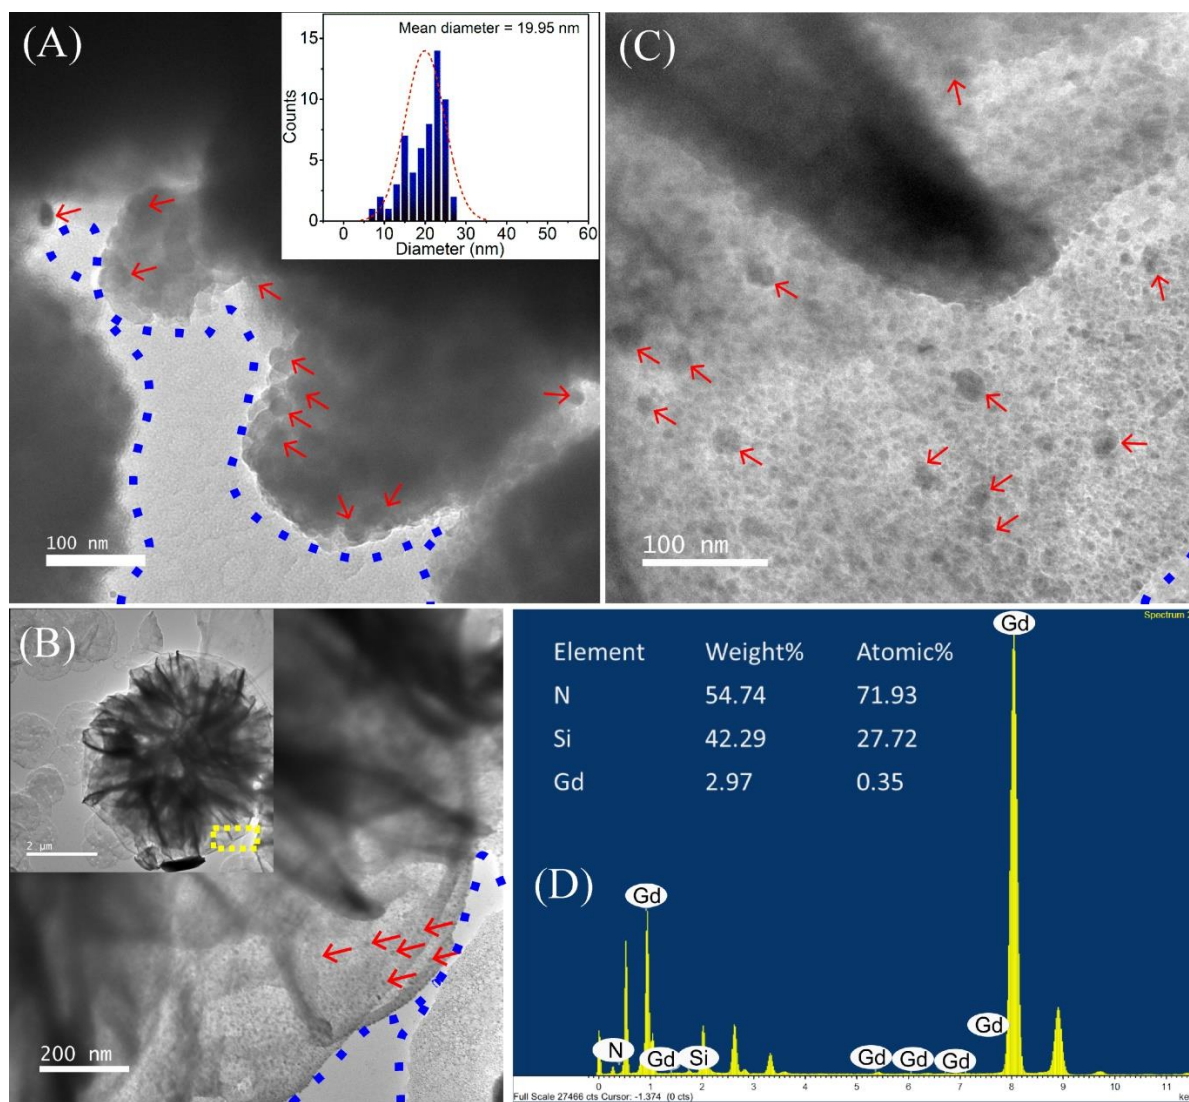 (A)
Mean diameter = 19.95 nm
15
10
5
0
Counts
0 10 20 30 40 50 60
Diameter (nm)
100 nm
(C)
100 nm
(B)
2 μm
200 nm
Spectrum
Element Weight% Atomic%
N 54.74 71.93
Si 42.29 27.72
Gd 2.97 0.35
(D)
Gd
Gd
Gd
N
Gd
Si
Gd
Gd
Gd
0 1 2 3 4 5 6 7 8 9 10 11
Full Scale 27466 cts Cursor: -1.374 (0 cts)
ke